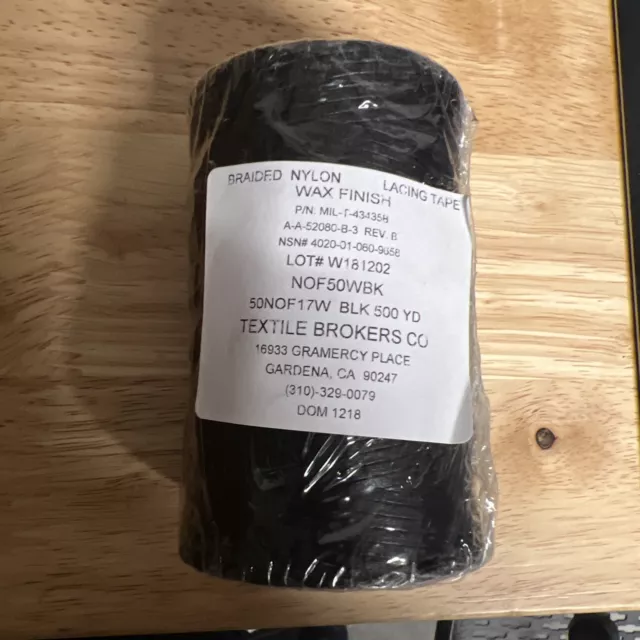 BRAIDED NYLON LACING TAPE
WAX FINISH
P/N: MIL-T-43435B
A-A-52080-B-3 REV. B
NSN# 4020-01-060-9058
LOT# W181202
NOF50WBK
50NOF17W BLK 500 YD
TEXTILE BROKERS CO
16933 GRAMERCY PLACE
GARDENA, CA 90247
(310)-329-0079
DOM 1218